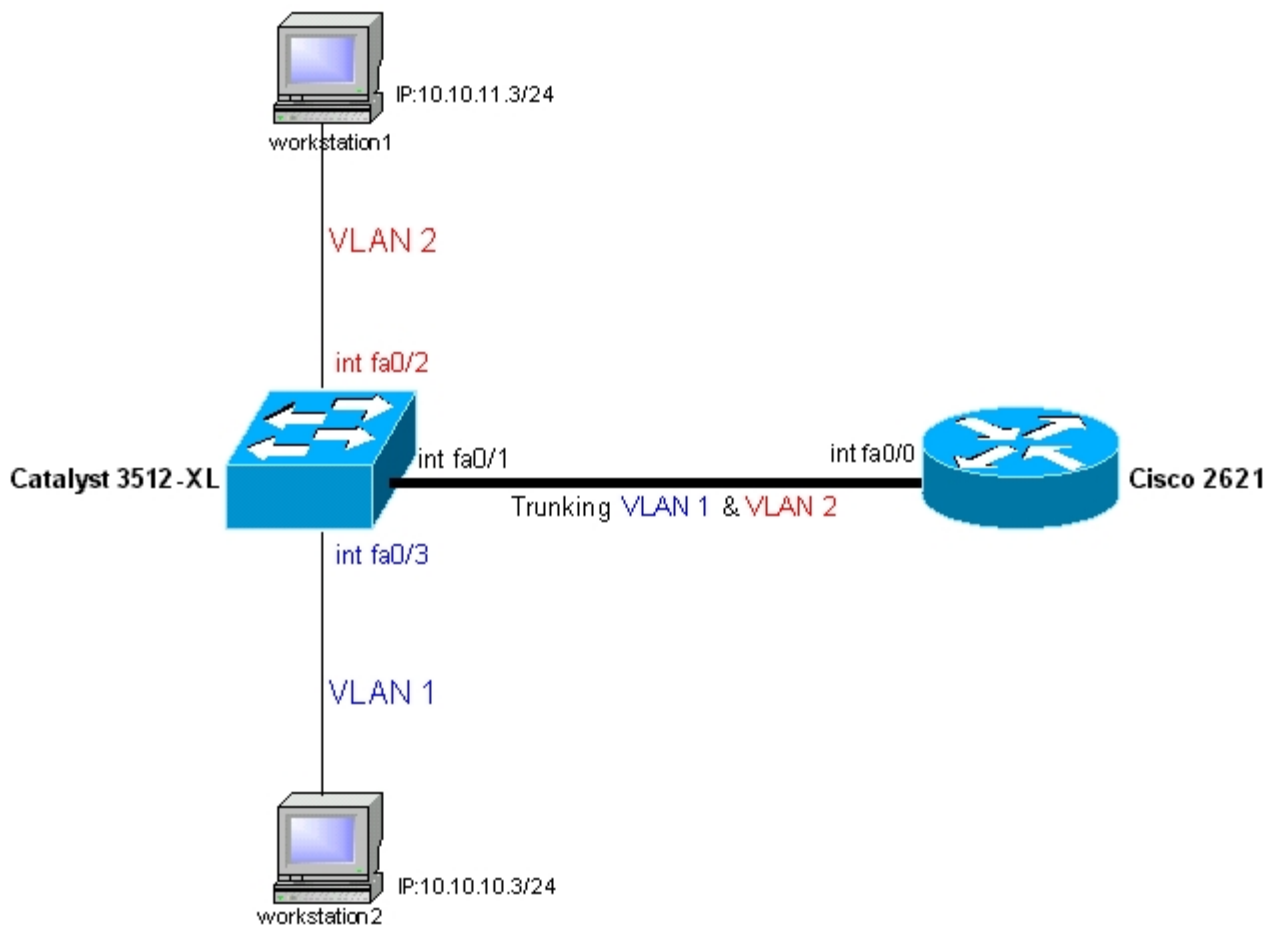 IP:10.10.11.3/24
workstation1
VLAN 2
int fa0/2
int fa0/1
int fa0/0
Catalyst 3512-XL
Cisco 2621
Trunking VLAN 1 & VLAN 2
int fa0/3
VLAN 1
IP:10.10.10.3/24
workstation2